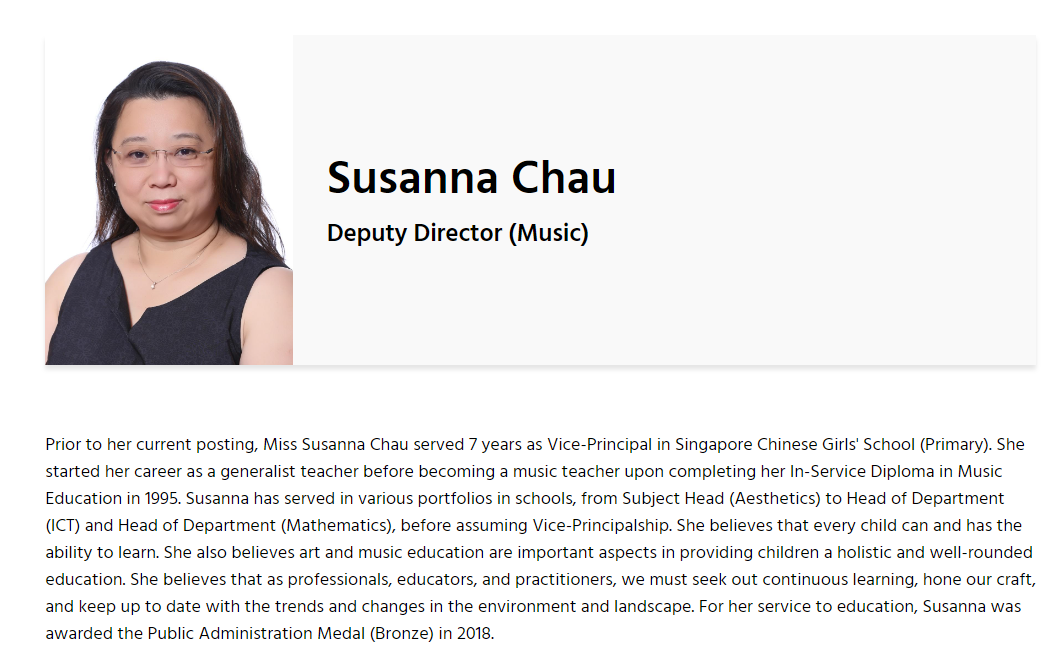 Susanna Chau
Deputy Director (Music)
Prior to her current posting, Miss Susanna Chau served 7 years as Vice-Principal in Singapore Chinese Girls' School (Primary). She
started her career as a generalist teacher before becoming a music teacher upon completing her In-Service Diploma in Music
Education in 1995. Susanna has served in various portfolios in schools, from Subject Head (Aesthetics) to Head of Department
(ICT) and Head of Department (Mathematics), before assuming Vice-Principalship. She believes that every child can and has the
ability to learn. She also believes art and music education are important aspects in providing children a holistic and well-rounded
education. She believes that as professionals, educators, and practitioners, we must seek out continuous learning, hone our craft,
and keep up to date with the trends and changes in the environment and landscape. For her service to education, Susanna was
awarded the Public Administration Medal (Bronze) in 2018.